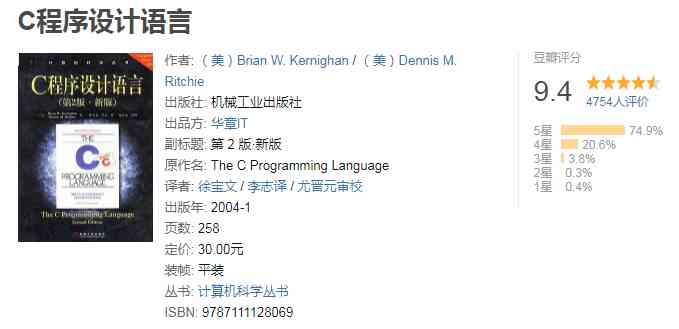 C程序设计语言
C程序设计语言
(第2版·新版)
THE
C
PROGRAMMING
LANGUAGE
The C Programming Language
作者: （美）Brian W. Kernighan / （美）Dennis M.
Ritchie
出版社: 机械工业出版社
出品方: 华章IT
副标题: 第 2 版·新版
原作名: The C Programming Language
译者: 徐宝文 / 李志译 / 尤晋元审校
出版年: 2004-1
页数: 258
定价: 30.00元
装帧: 平装
丛书: 计算机科学丛书
ISBN: 9787111128069
豆瓣评分
9.4
4754人评价
5星 74.9%
4星 20.6%
3星 3.8%
2星 0.3%
1星 0.4%